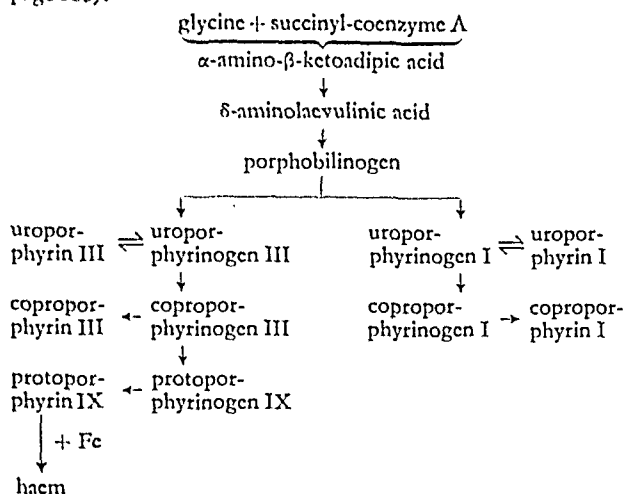 glycine + succinyl-coenzyme A
α-amino-β-ketoadipic acid
δ-aminolaevulinic acid
porphobilinogen
uropor- uropor- uropor- uropor-
phyrin III phyrinogen III phyrinogen I phyrin I
copropor- copropor- copropor- copropor-
phyrin III phyrinogen III phyrinogen I phyrin I
protopor- protopor-
phyrin IX phyrinogen IX
+ Fe
haem